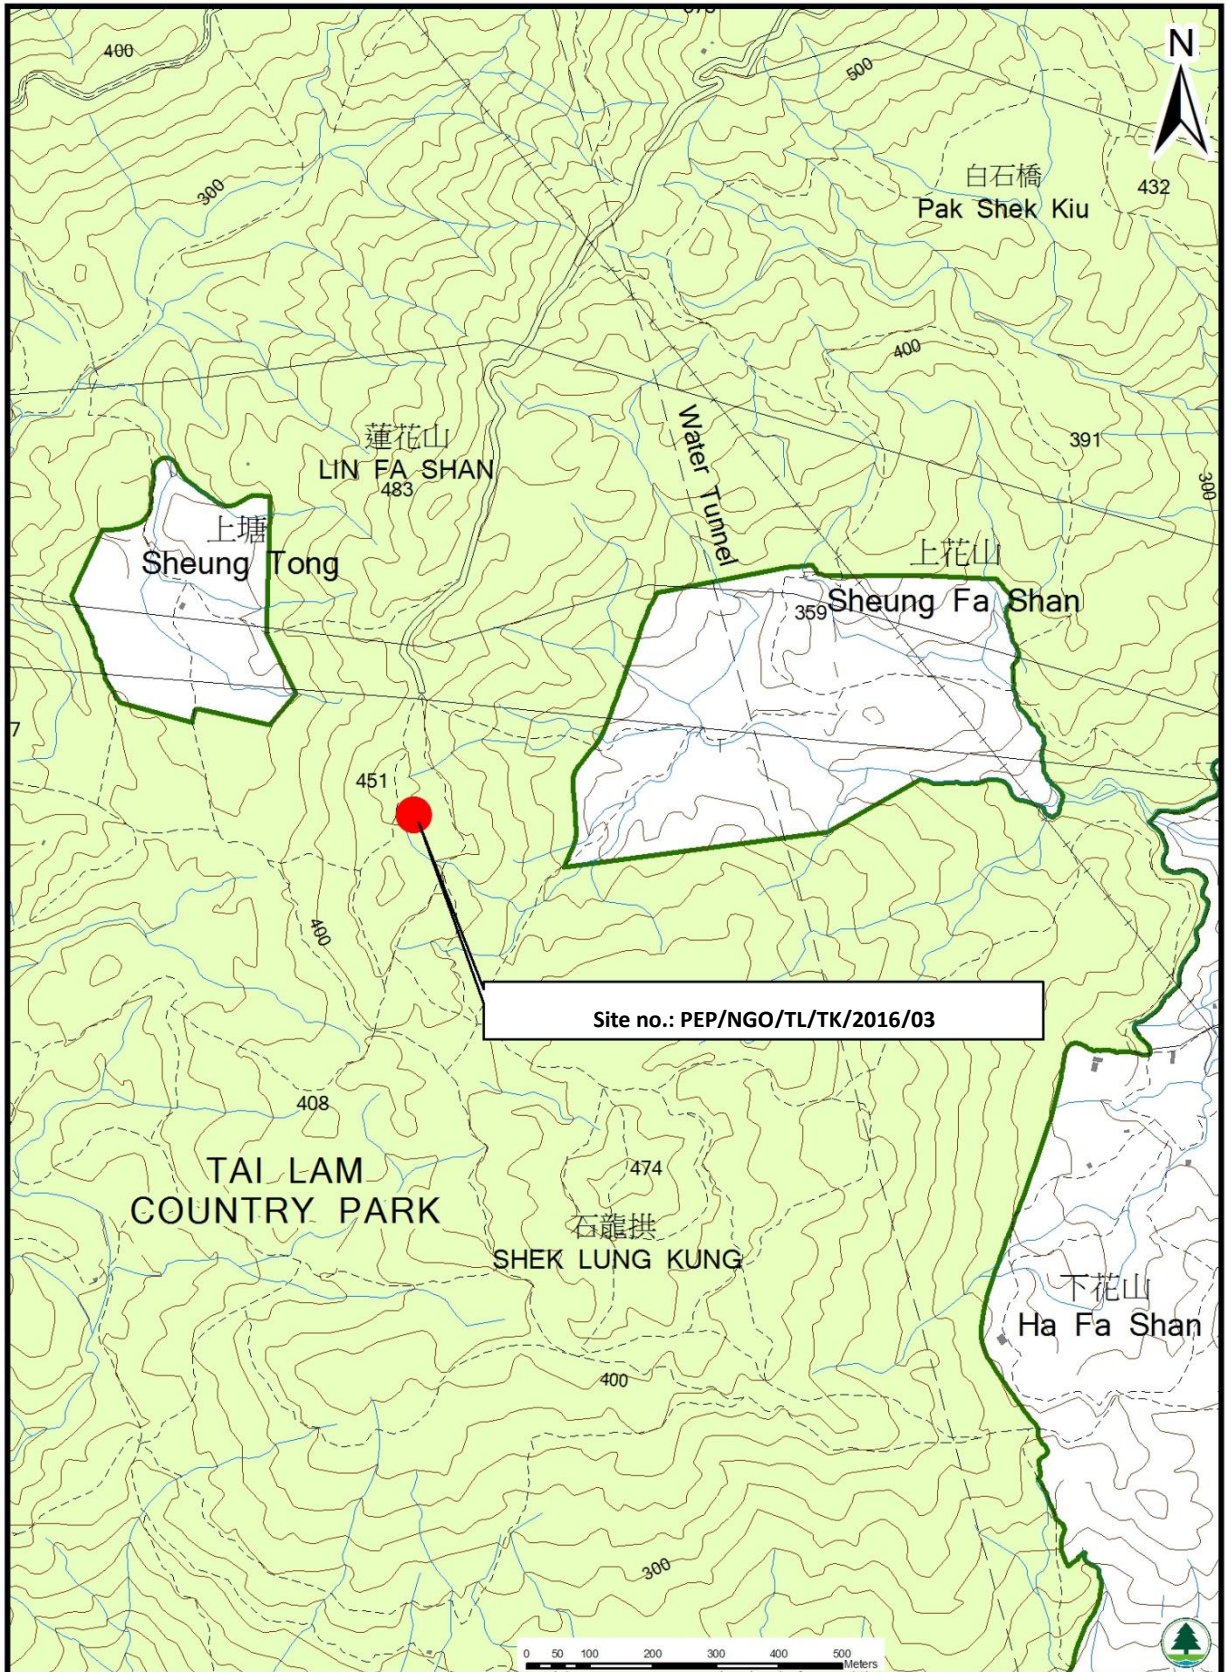 400
N
500
白石橋
Pak Shek Kiu
432
300
400
蓮花山
LIN FA SHAN
483
391
300
Water Tunnel
上塘
Sheung Tong
上花山
Sheung Fa Shan
359
7
451
400
Site no.: PEP/NGO/TL/TK/2016/03
408
TAI LAM
COUNTRY PARK
474
石龍拱
SHEK LUNG KUNG
下花山
Ha Fa Shan
400
300
0 50 100 200 300 400 500
Meters